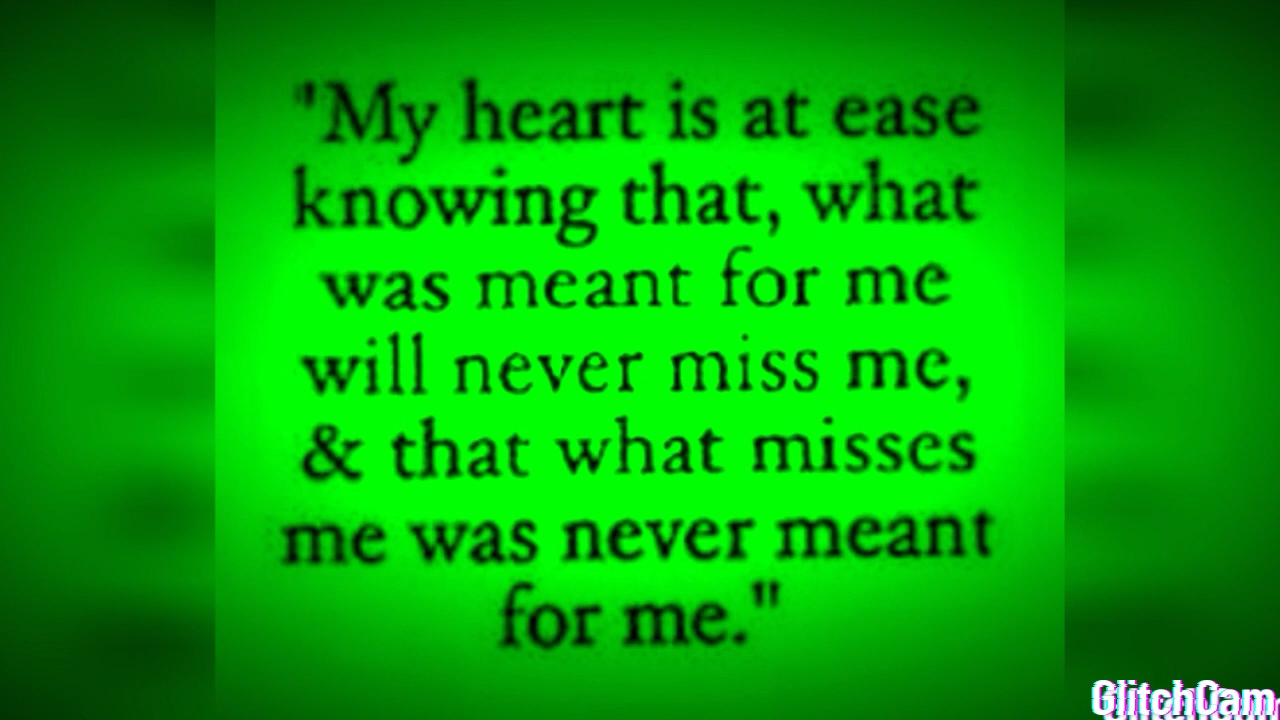 "My heart is at ease
knowing that, what
was meant for me
will never miss me,
& that what misses
me was never meant
for me."
GlitchCam